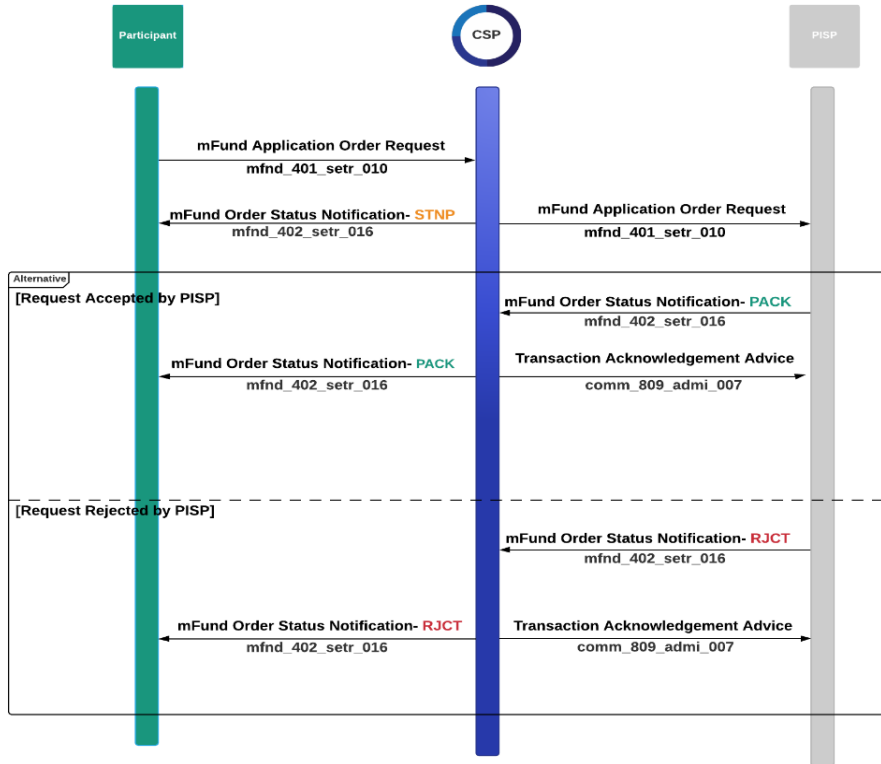 Participant
CSP
PISP
mFund Application Order Request
mfnd_401_setr_010
mFund Order Status Notification- STNP
mfnd_402_setr_016
mFund Application Order Request
mfnd_401_setr_010
Alternative
[Request Accepted by PISP]
mFund Order Status Notification- PACK
mfnd_402_setr_016
mFund Order Status Notification- PACK
mfnd_402_setr_016
Transaction Acknowledgement Advice
comm_809_admi_007
[Request Rejected by PISP]
mFund Order Status Notification- RJCT
mfnd_402_setr_016
mFund Order Status Notification- RJCT
mfnd_402_setr_016
Transaction Acknowledgement Advice
comm_809_admi_007